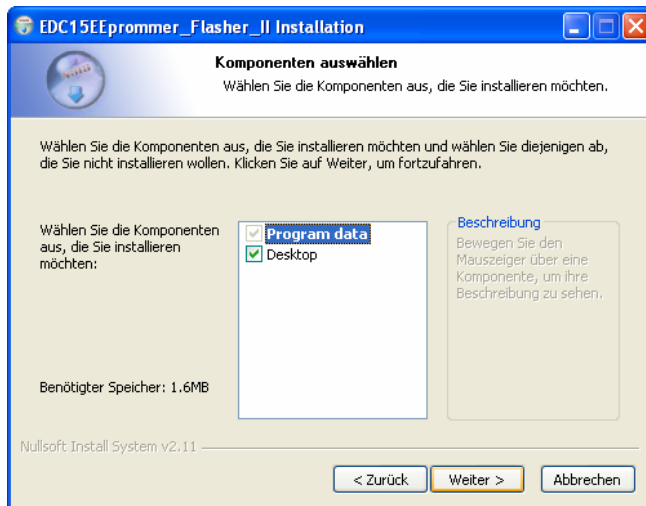 EDC15EEprommer_Flasher_II Installation
Komponenten auswählen
Wählen Sie die Komponenten aus, die Sie installieren möchten.
Wählen Sie die Komponenten aus, die Sie installieren möchten und wählen Sie diejenigen ab,
die Sie nicht installieren wollen. Klicken Sie auf Weiter, um fortzufahren.
Wählen Sie die Komponenten
aus, die Sie installieren
möchten:
Program data
Desktop
Beschreibung
Bewegen Sie den
Mauszeiger über eine
Komponente, um ihre
Beschreibung zu sehen.
Benötigter Speicher: 1.6MB
Nullsoft Install System v2.11
< Zurück
Weiter >
Abbrechen